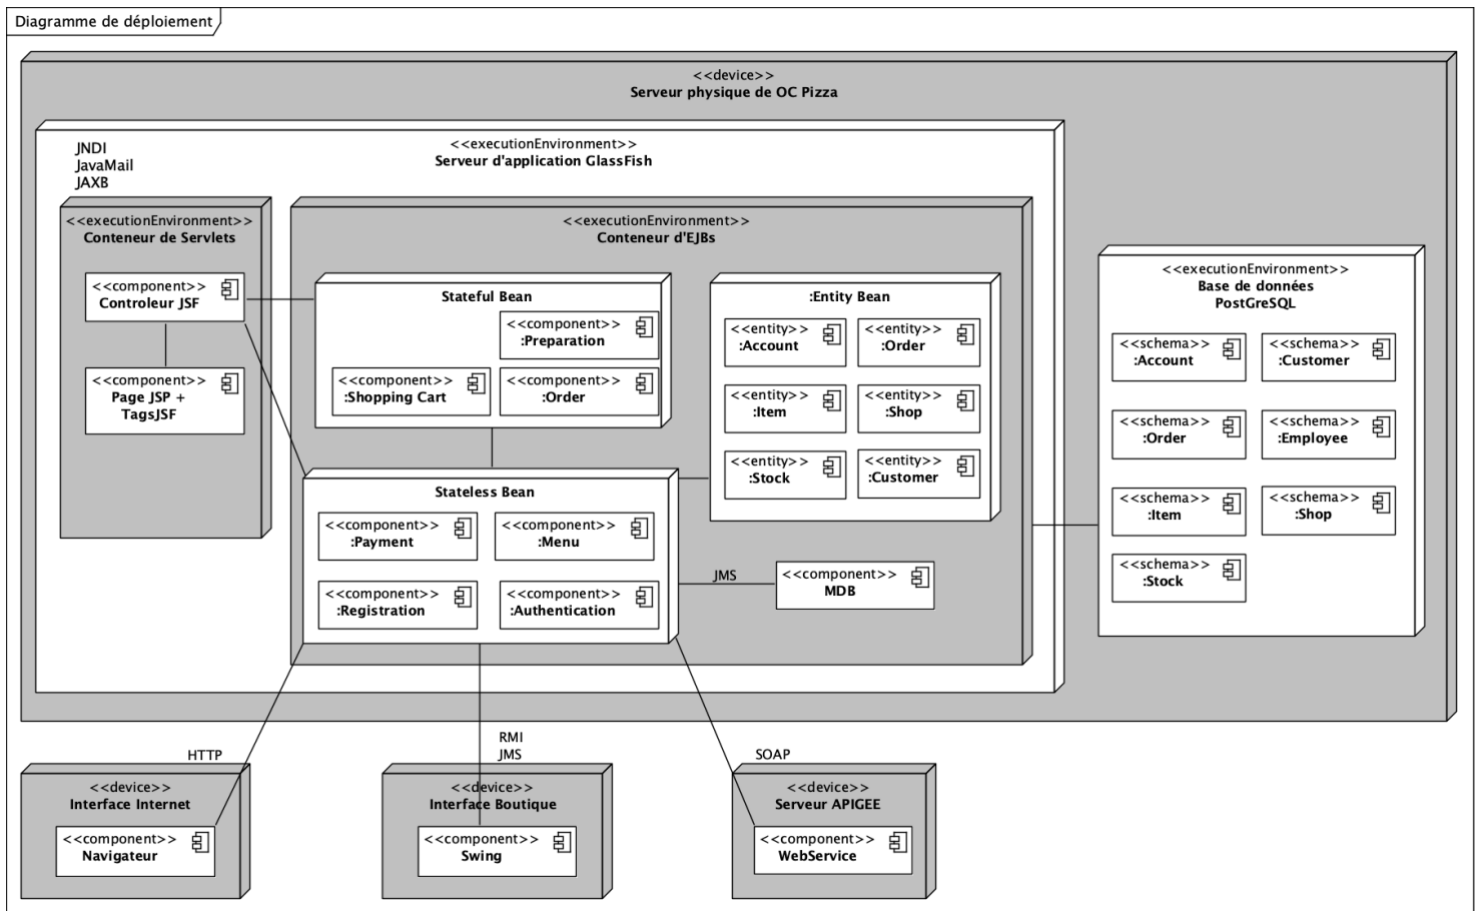 Diagramme de déploiement
<<device>>
Serveur physique de OC Pizza
<<executionEnvironment>>
Serveur d'application GlassFish
JNDI
JavaMail
JAXB
<<executionEnvironment>>
Conteneur de Servlets
<<component>>
Controleur JSF
<<component>>
Page JSP +
TagsJSF
<<executionEnvironment>>
Conteneur d'EJBs
Stateful Bean
<<component>>
:Preparation
<<component>>
:Shopping Cart
<<component>>
:Order
:Entity Bean
<<entity>>
:Account
<<entity>>
:Order
<<entity>>
:Item
<<entity>>
:Shop
<<entity>>
:Stock
<<entity>>
:Customer
Stateless Bean
<<component>>
:Payment
<<component>>
:Menu
<<component>>
:Registration
<<component>>
:Authentication
JMS
<<component>>
MDB
<<executionEnvironment>>
Base de données
PostGreSQL
<<schema>>
:Account
<<schema>>
:Customer
<<schema>>
:Order
<<schema>>
:Employee
<<schema>>
:Item
<<schema>>
:Shop
<<schema>>
:Stock
HTTP
<<device>>
Interface Internet
<<component>>
Navigateur
RMI
JMS
<<device>>
Interface Boutique
<<component>>
Swing
SOAP
<<device>>
Serveur APIGEE
<<component>>
WebService